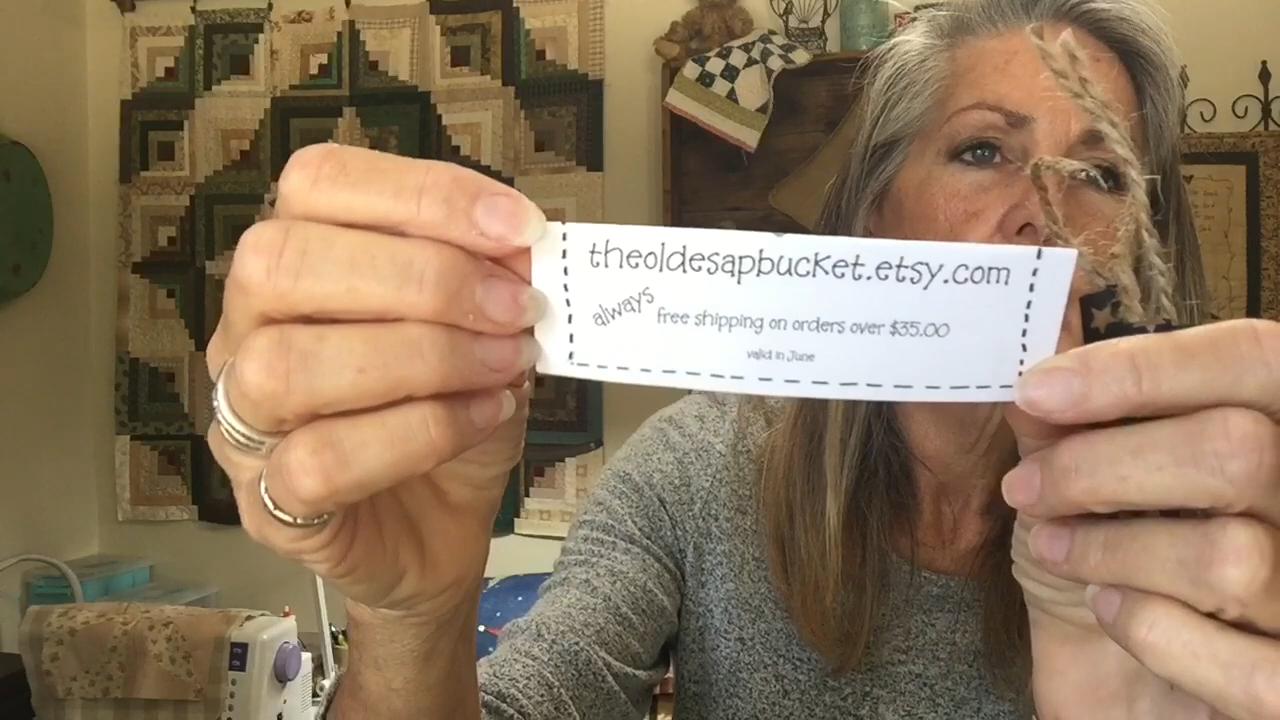 theoldesapbucket.etsy.com
always free shipping on orders over $35.00
valid in June